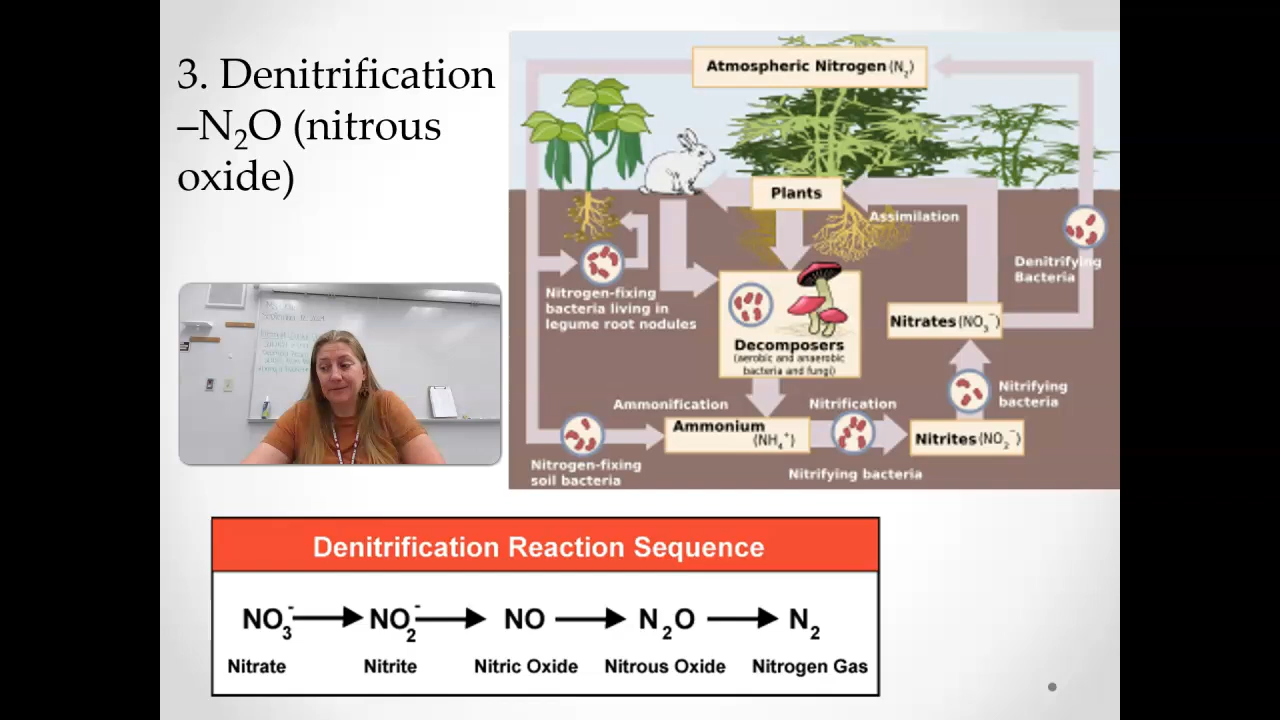 3. Denitrification
–N₂O (nitrous
oxide)
Atmospheric Nitrogen (N₂)
Plants
Assimilation
Denitrifying
Bacteria
Nitrogen-fixing
bacteria living in
legume root nodules
Decomposers
(aerobic and anaerobic
bacteria and fungi)
Nitrates (NO₃⁻)
Nitrifying
bacteria
Ammonification
Nitrification
Ammonium
(NH₄⁺)
Nitrites (NO₂⁻)
Nitrogen-fixing
soil bacteria
Nitrifying bacteria
Denitrification Reaction Sequence
NO₃⁻ → NO₂⁻ → NO → N₂O → N₂
Nitrate Nitrite Nitric Oxide Nitrous Oxide Nitrogen Gas